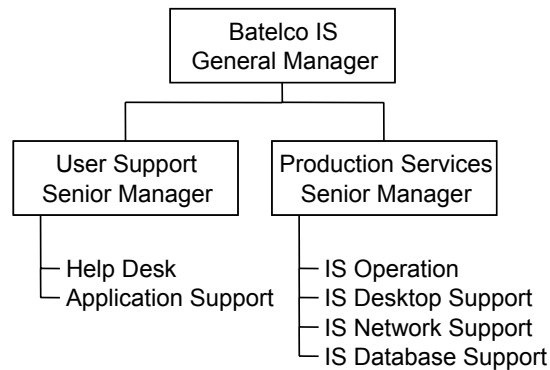 Batelco IS
General Manager
User Support
Senior Manager
Production Services
Senior Manager
Help Desk
Application Support
IS Operation
IS Desktop Support
IS Network Support
IS Database Support